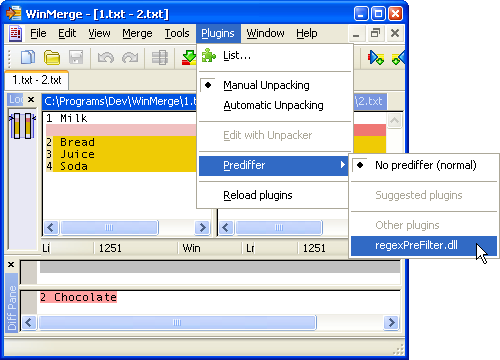 WinMerge - [1.txt - 2.txt]
File Edit View Merge Tools Plugins Window Help
List...
1.txt - 2.txt
Manual Unpacking
Automatic Unpacking
C:\Programs\Dev\WinMerge\1.t
\2.txt
1 Milk
Edit with Unpacker
2 Bread
3 Juice
4 Soda
Prediffer
No prediffer (normal)
Reload plugins
Suggested plugins
Other plugins
regexPreFilter.dll
Li 1251 Win Lr 1251 Win
Diff Pane
2 Chocolate